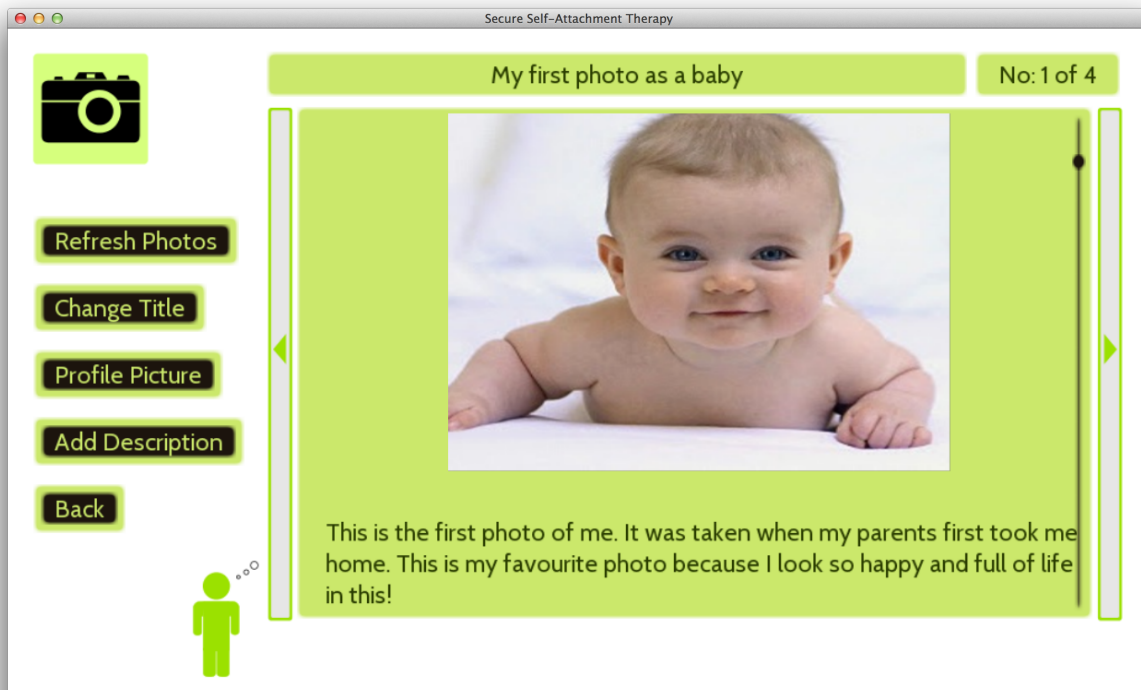 Secure Self-Attachment Therapy
My first photo as a baby
No: 1 of 4
Refresh Photos
Change Title
Profile Picture
Add Description
Back
This is the first photo of me. It was taken when my parents first took me
home. This is my favourite photo because I look so happy and full of life
in this!